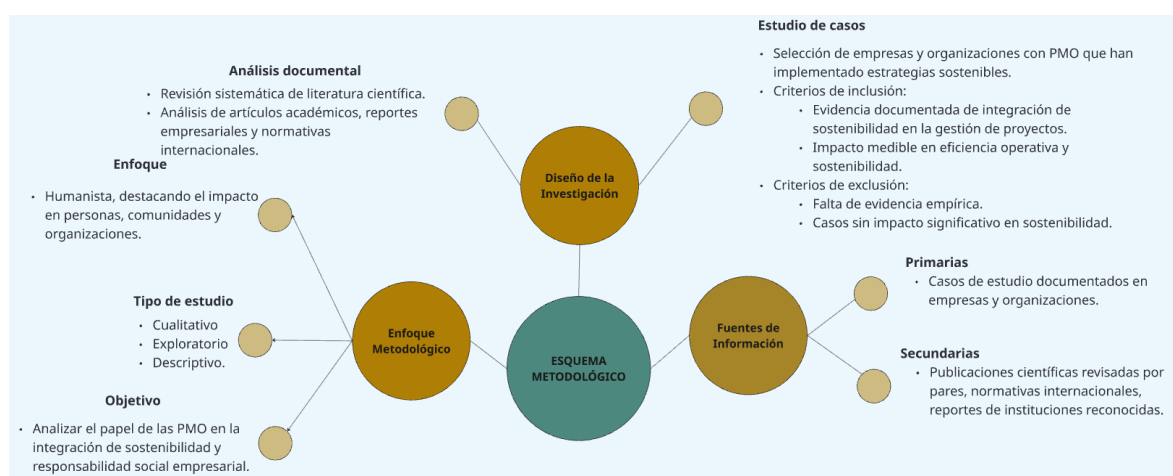 Estudio de casos
• Selección de empresas y organizaciones con PMO que han
implementado estrategias sostenibles.
• Criterios de inclusión:
• Evidencia documentada de integración de
sostenibilidad en la gestión de proyectos.
• Impacto medible en eficiencia operativa y
sostenibilidad.
• Criterios de exclusión:
• Falta de evidencia empírica.
• Casos sin impacto significativo en sostenibilidad.
Análisis documental
• Revisión sistemática de literatura científica.
• Análisis de artículos académicos, reportes
empresariales y normativas
internacionales.
Diseño de la
Investigación
Enfoque
• Humanista, destacando el impacto
en personas, comunidades y
organizaciones.
Tipo de estudio
• Cualitativo
• Exploratorio
• Descriptivo.
Objetivo
• Analizar el papel de las PMO en la
integración de sostenibilidad y
responsabilidad social empresarial.
Enfoque
Metodológico
ESQUEMA
METODOLÓGICO
Fuentes de
Información
Primarias
• Casos de estudio documentados en
empresas y organizaciones.
Secundarias
• Publicaciones científicas revisadas por
pares, normativas internacionales,
reportes de instituciones reconocidas.